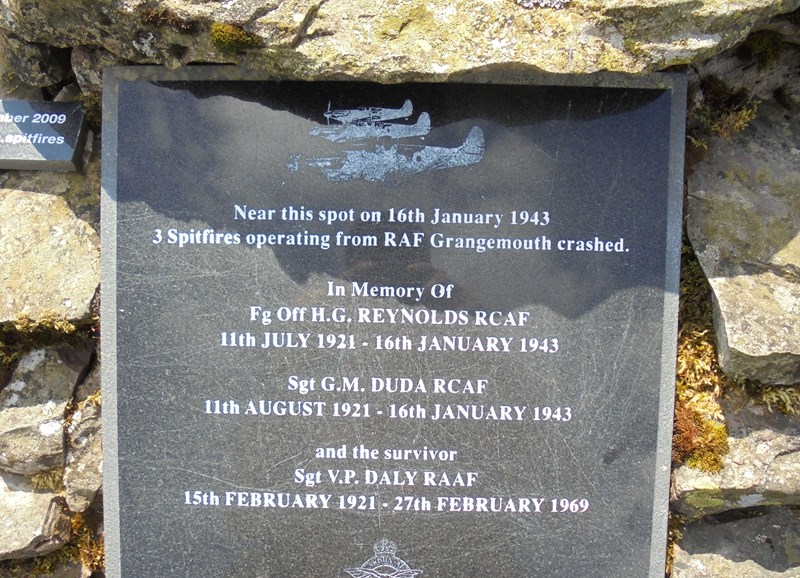 ber 2009
spitfires
Near this spot on 16th January 1943
3 Spitfires operating from RAF Grangemouth crashed.
In Memory Of
Fg Off H.G. REYNOLDS RCAF
11th JULY 1921 - 16th JANUARY 1943
Sgt G.M. DUDA RCAF
11th AUGUST 1921 - 16th JANUARY 1943
and the survivor
Sgt V.P. DALY RAAF
15th FEBRUARY 1921 - 27th FEBRUARY 1969